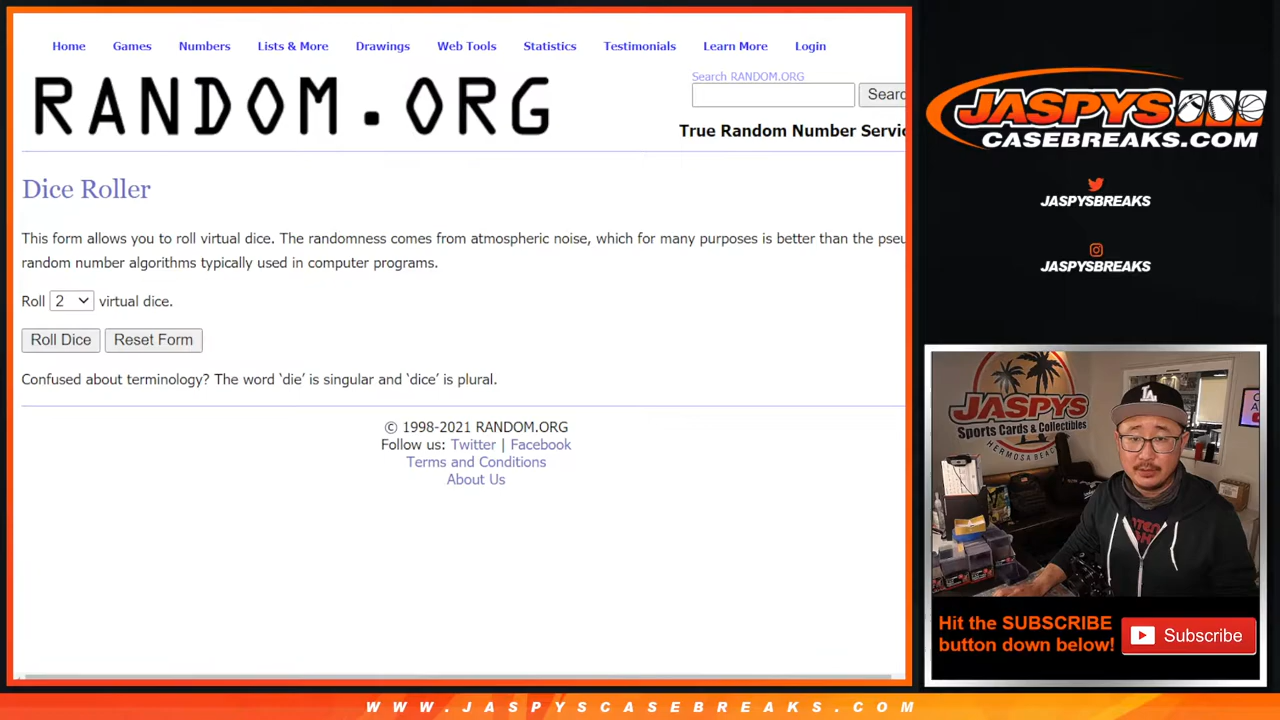 Home Games Numbers Lists & More Drawings Web Tools Statistics Testimonials Learn More Login
RANDOM.ORG
Search RANDOM.ORG
Searc
True Random Number Servic
Dice Roller
This form allows you to roll virtual dice. The randomness comes from atmospheric noise, which for many purposes is better than the pseu
random number algorithms typically used in computer programs.
Roll 2 virtual dice.
Roll Dice Reset Form
Confused about terminology? The word ‘die’ is singular and ‘dice’ is plural.
© 1998-2021 RANDOM.ORG
Follow us: Twitter | Facebook
Terms and Conditions
About Us
JASPYS
CASEBREAKS.COM
JASPYSBREAKS
JASPYSBREAKS
JASPYS
Sports Cards & Collectibles
HERMOSA BEACH
LA
Hit the SUBSCRIBE
button down below!
Subscribe
WWW.JASPYSCASEBREAKS.COM